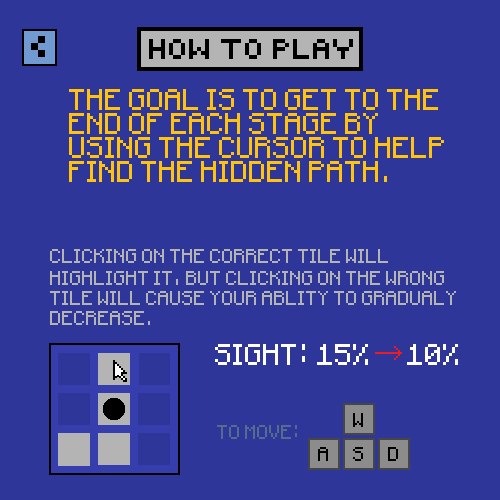 HOW TO PLAY
THE GOAL IS TO GET TO THE
END OF EACH STAGE BY
USING THE CURSOR TO HELP
FIND THE HIDDEN PATH.
CLICKING ON THE CORRECT TILE WILL
HIGHLIGHT IT, BUT CLICKING ON THE WRONG
TILE WILL CAUSE YOUR ABLITY TO GRADUALY
DECREASE.
SIGHT: 15% → 10%
TO MOVE:
W
A S D